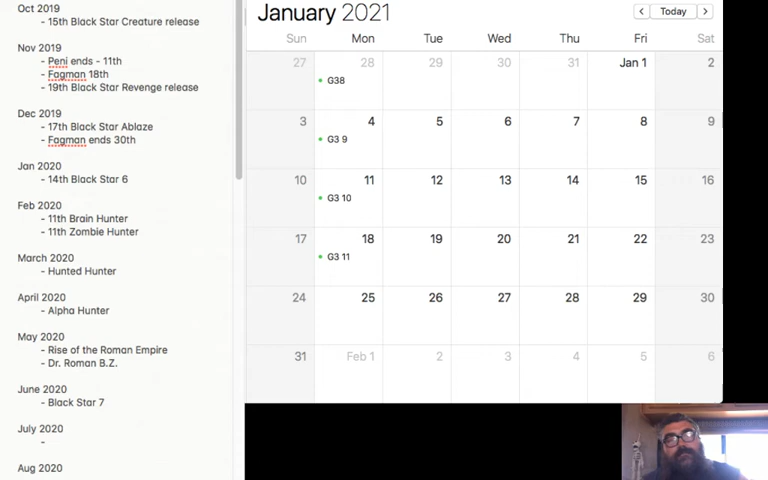 Oct 2019
- 15th Black Star Creature release
Nov 2019
- Peni ends - 11th
- Fagman 18th
- 19th Black Star Revenge release
Dec 2019
- 17th Black Star Ablaze
- Fagman ends 30th
Jan 2020
- 14th Black Star 6
Feb 2020
- 11th Brain Hunter
- 11th Zombie Hunter
March 2020
- Hunted Hunter
April 2020
- Alpha Hunter
May 2020
- Rise of the Roman Empire
- Dr. Roman B.Z.
June 2020
- Black Star 7
July 2020
-
Aug 2020
January 2021
< Today >
Sun Mon Tue Wed Thu Fri Sat
27 28 29 30 31 Jan 1 2
G38
3 4 5 6 7 8 9
G3 9
10 11 12 13 14 15 16
G3 10
17 18 19 20 21 22 23
G3 11
24 25 26 27 28 29 30
31 Feb 1 2 3 4 5 6